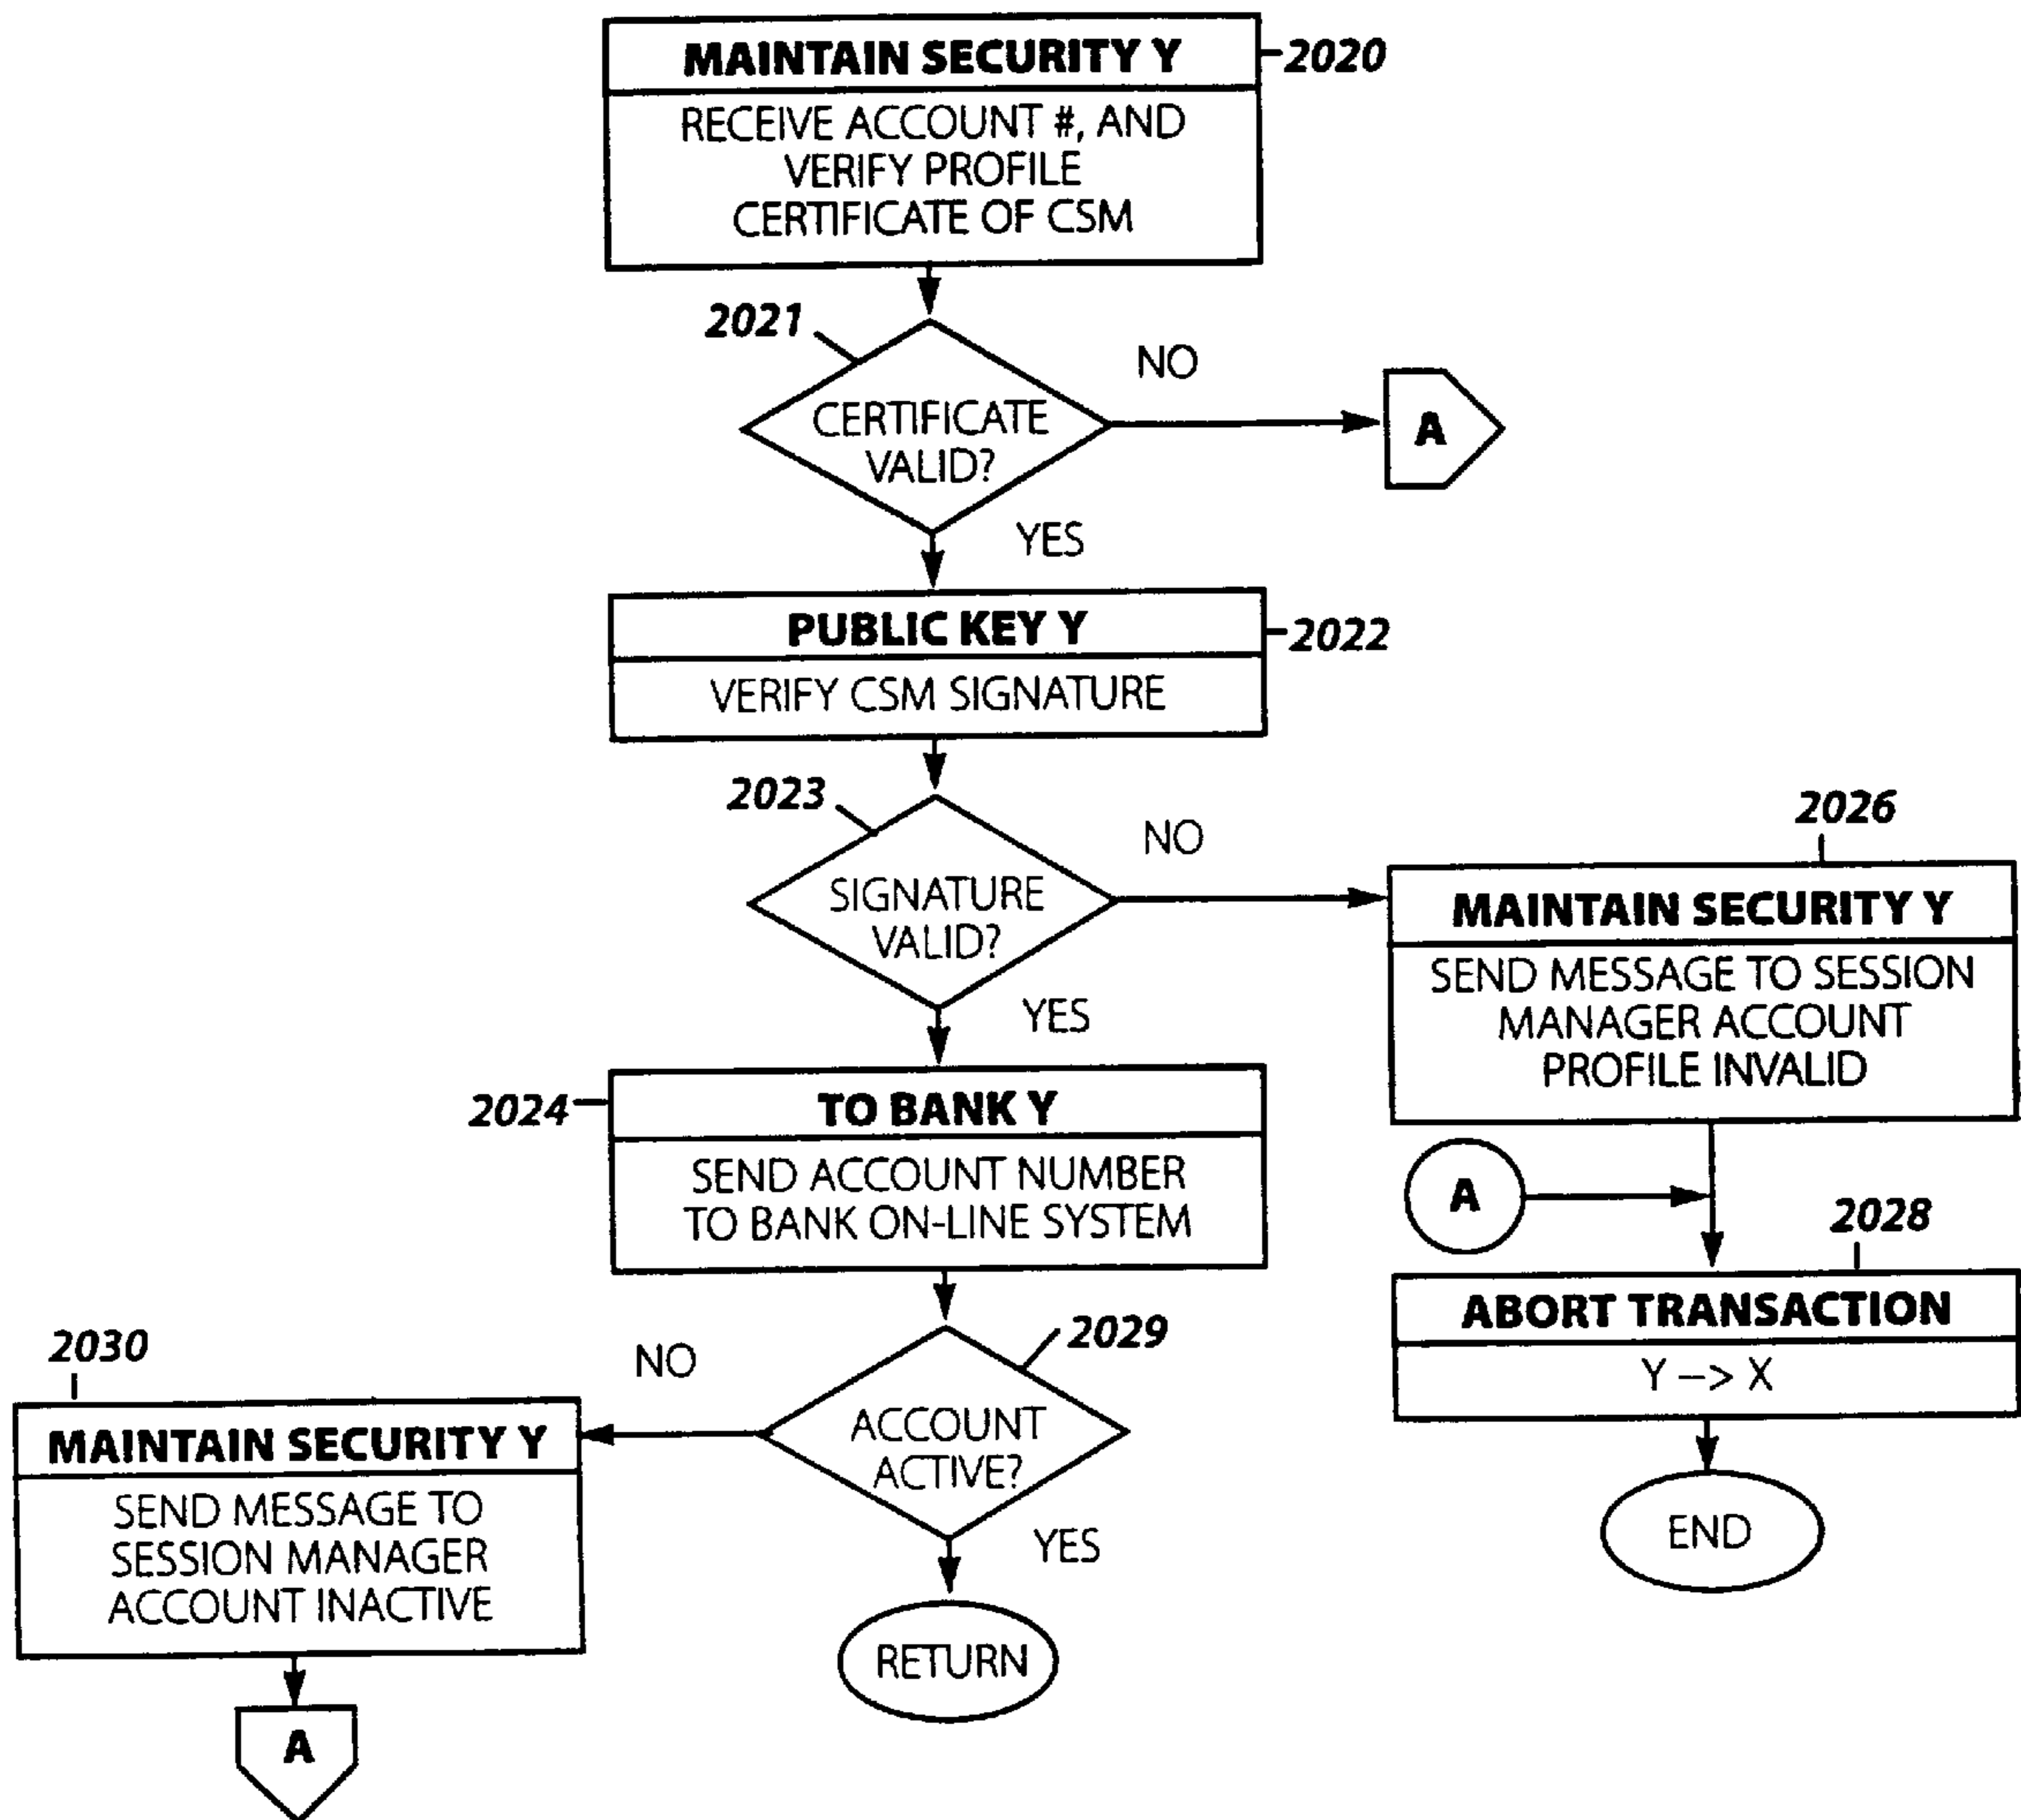 MAINTAIN SECURITY Y
2020
RECEIVE ACCOUNT #, AND
VERIFY PROFILE
CERTIFICATE OF CSM
2021
NO
CERTIFICATE
VALID?
A
YES
PUBLIC KEY Y
2022
VERIFY CSM SIGNATURE
2023
NO
SIGNATURE
VALID?
2026
MAINTAIN SECURITY Y
SEND MESSAGE TO SESSION
MANAGER ACCOUNT
PROFILE INVALID
YES
2024
TO BANK Y
SEND ACCOUNT NUMBER
TO BANK ON-LINE SYSTEM
A
2028
ABORT TRANSACTION
Y –> X
END
2029
NO
ACCOUNT
ACTIVE?
2030
MAINTAIN SECURITY Y
SEND MESSAGE TO
SESSION MANAGER
ACCOUNT INACTIVE
YES
RETURN
A